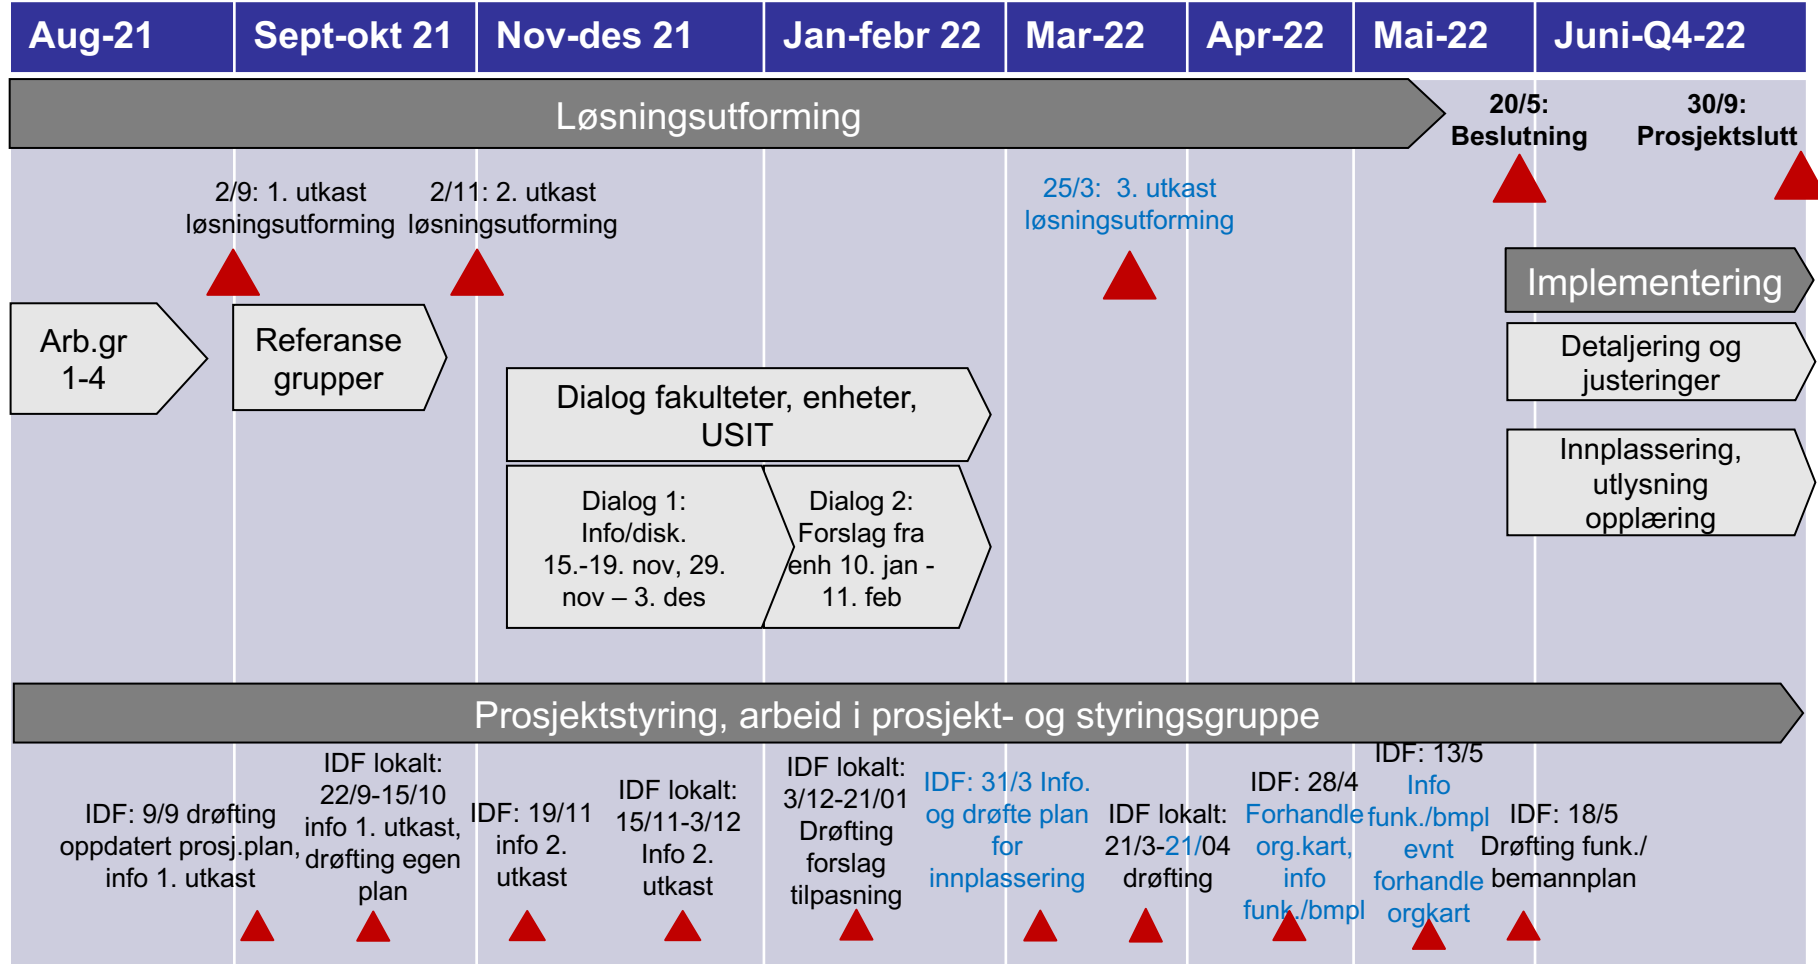 Aug-21
Sept-okt 21
Nov-des 21
Jan-febr 22
Mar-22
Apr-22
Mai-22
Juni-Q4-22
Løsningsutforming
20/5:
Beslutning
30/9:
Prosjektslutt
2/9: 1. utkast
løsningsutforming
2/11: 2. utkast
løsningsutforming
25/3:  3. utkast
løsningsutforming
Implementering
Arb.gr
1-4
Referanse
grupper
Detaljering og
justeringer
Dialog fakulteter, enheter,
USIT
Innplassering,
utlysning
opplæring
Dialog 1:
Info/disk.
15.-19. nov, 29.
nov – 3. des
Dialog 2:
Forslag fra
enh 10. jan -
11. feb
Prosjektstyring, arbeid i prosjekt- og styringsgruppe
IDF: 9/9 drøfting
oppdatert prosj.plan,
info 1. utkast
IDF lokalt:
22/9-15/10
info 1. utkast,
drøfting egen
plan
IDF: 19/11
info 2.
utkast
IDF lokalt:
15/11-3/12
Info 2.
utkast
IDF lokalt:
3/12-21/01
Drøfting
forslag
tilpasning
IDF: 31/3 Info.
og drøfte plan
for
innplassering
IDF lokalt:
21/3-21/04
drøfting
IDF: 28/4
Forhandle
org.kart,
info
funk./bmpl
IDF: 13/5
Info
funk./bmpl
evnt
forhandle
orgkart
IDF: 18/5
Drøfting funk./
bemannplan